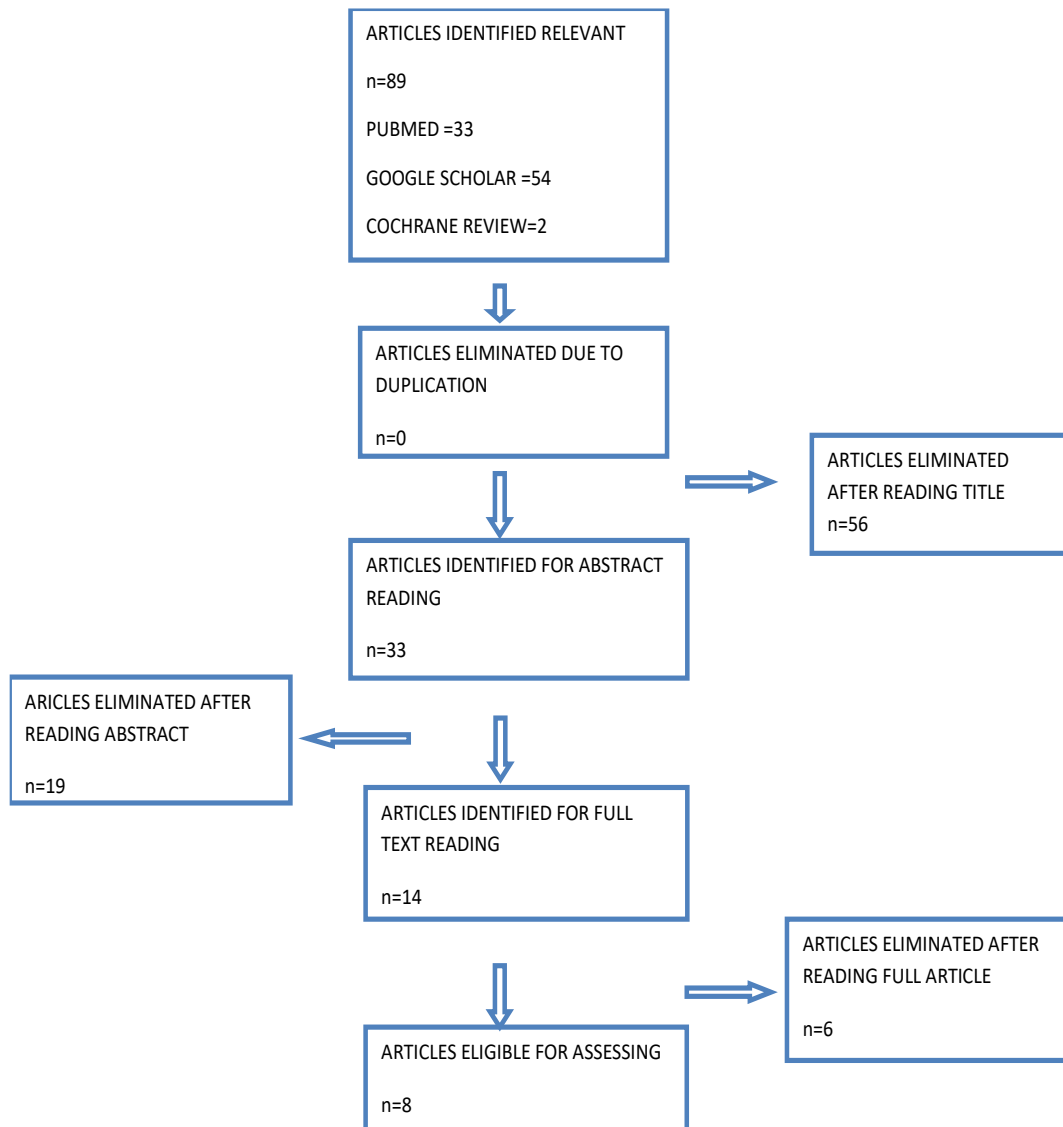 ARTICLES IDENTIFIED RELEVANT
n=89
PUBMED =33
GOOGLE SCHOLAR =54
COCHRANE REVIEW=2
ARTICLES ELIMINATED DUE TO
DUPLICATION
n=0
ARTICLES ELIMINATED
AFTER READING TITLE
n=56
ARTICLES IDENTIFIED FOR ABSTRACT
READING
n=33
ARICLES ELIMINATED AFTER
READING ABSTRACT
n=19
ARTICLES IDENTIFIED FOR FULL
TEXT READING
n=14
ARTICLES ELIMINATED AFTER
READING FULL ARTICLE
n=6
ARTICLES ELIGIBLE FOR ASSESSING
n=8